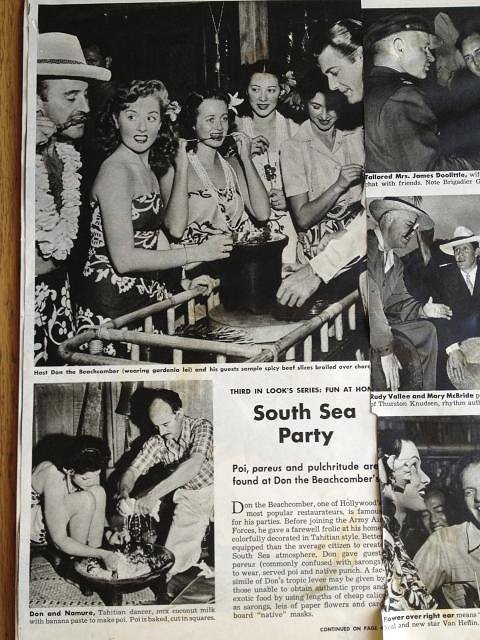 Host Don the Beachcomber (wearing gardenia lei) and his guests sample spicy beef slices broiled over
Tailored Mrs. James Doolittle,
chat with friends. Note Brigadier G
Rudy Vallee and Mary McBride
of Thurston Knudsen, rhythm
Flower over right ear means
and new star Van Heflin.
THIRD IN LOOK'S SERIES: FUN AT
South Sea
Party
Poi, pareus and pulchritude are
found at Don the Beachcomber's
Don the Beachcomber, one of Hollywood's
most popular restaurateurs, is famous
for his parties. Before joining the Army Air
Forces, he gave a farewell frolic at his home
colorfully decorated in Tahitian style. Better
equipped than the average citizen to create
South Sea atmosphere, Don gave guests
pareus (commonly confused with sarongs)
to wear, served poi and native punch. A fac-
simile of Don's tropic levee may be given by
those unable to obtain authentic props and
exotic food by using lengths of cheap calico
as sarongs, leis of paper flowers and card-
board "native" masks.
CONTINUED ON PAGE
Don and Namure, Tahitian dancer, mix coconut milk
with banana paste to make poi. Poi is baked, cut in squares.